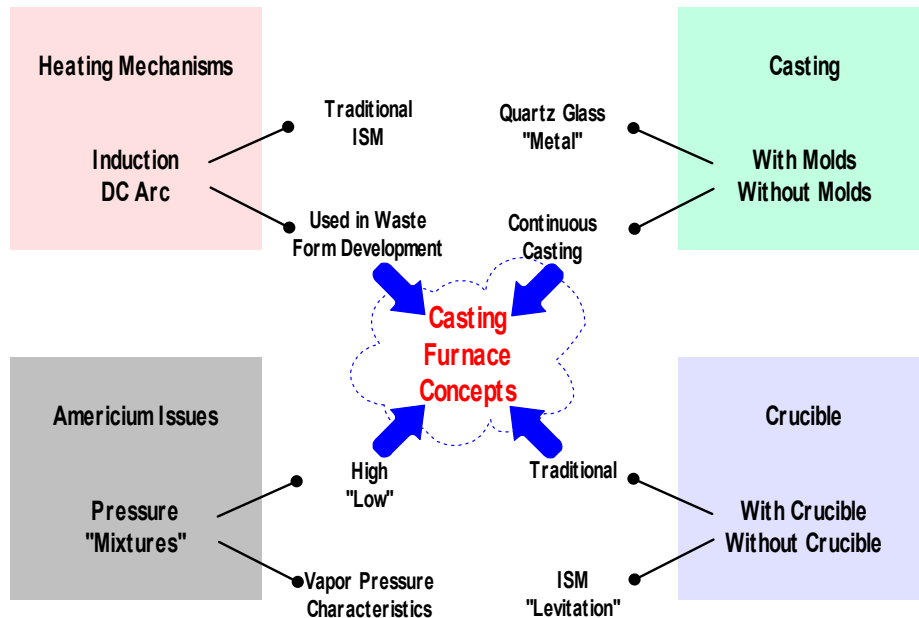 Heating Mechanisms
Induction
DC Arc
Traditional
ISM
Used in Waste
Form Development
Quartz Glass
"Metal"
Continuous
Casting
Casting
With Molds
Without Molds
Casting
Furnace
Concepts
Americium Issues
Pressure
"Mixtures"
High
"Low"
Vapor Pressure
Characteristics
Traditional
ISM
"Levitation"
Crucible
With Crucible
Without Crucible